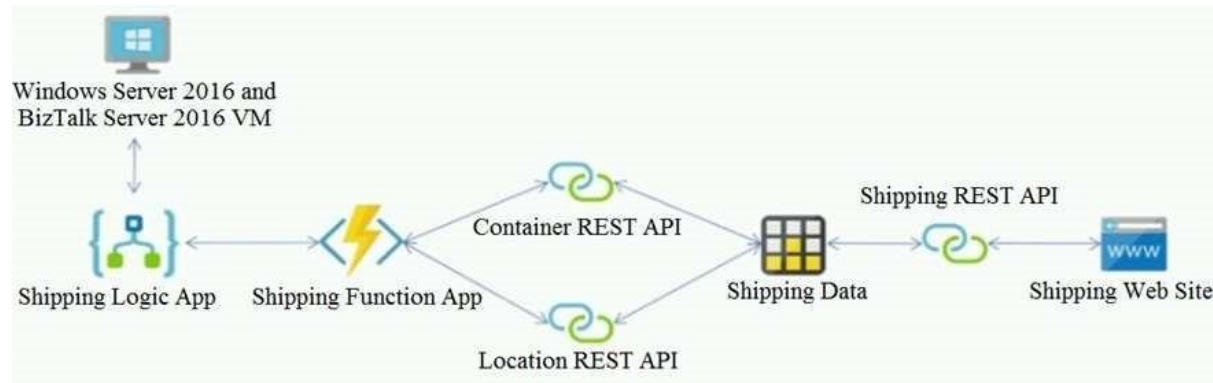 Windows Server 2016 and
BizTalk Server 2016 VM
Shipping Logic App
Shipping Function App
Container REST API
Location REST API
Shipping Data
Shipping REST API
www
Shipping Web Site